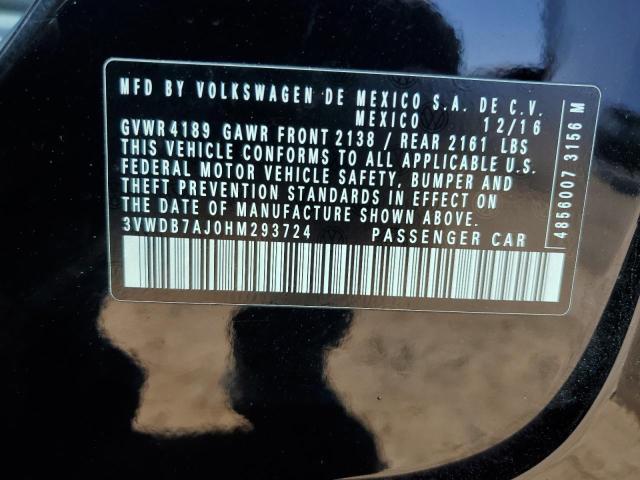 MFD BY VOLKSWAGEN DE MEXICO S.A. DE C.V.
MEXICO 12/16
GVWR 4189 GAWR FRONT 2138 / REAR 2161 LBS
THIS VEHICLE CONFORMS TO ALL APPLICABLE U.S.
FEDERAL MOTOR VEHICLE SAFETY, BUMPER AND
THEFT PREVENTION STANDARDS IN EFFECT ON
THE DATE OF MANUFACTURE SHOWN ABOVE.
3VWDB7AJ0HM293724 PASSENGER CAR
4856007 3156 M